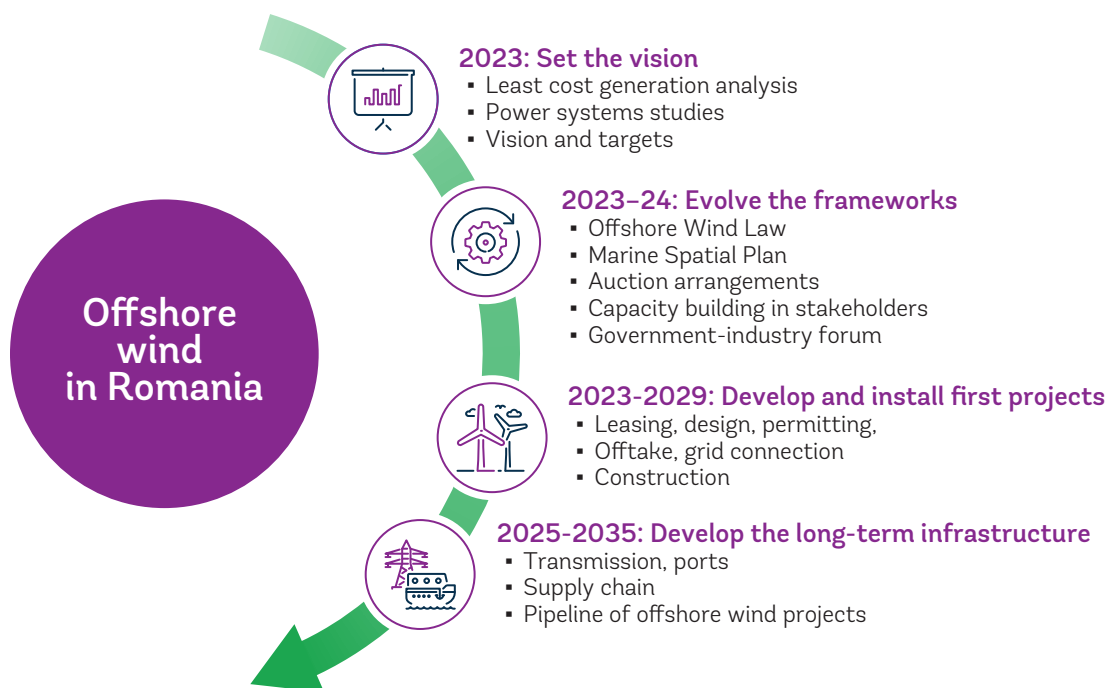 Offshore
wind
in Romania
2023: Set the vision
▪ Least cost generation analysis
▪ Power systems studies
▪ Vision and targets
2023–24: Evolve the frameworks
▪ Offshore Wind Law
▪ Marine Spatial Plan
▪ Auction arrangements
▪ Capacity building in stakeholders
▪ Government-industry forum
2023-2029: Develop and install first projects
▪ Leasing, design, permitting,
▪ Offtake, grid connection
▪ Construction
2025-2035: Develop the long-term infrastructure
▪ Transmission, ports
▪ Supply chain
▪ Pipeline of offshore wind projects